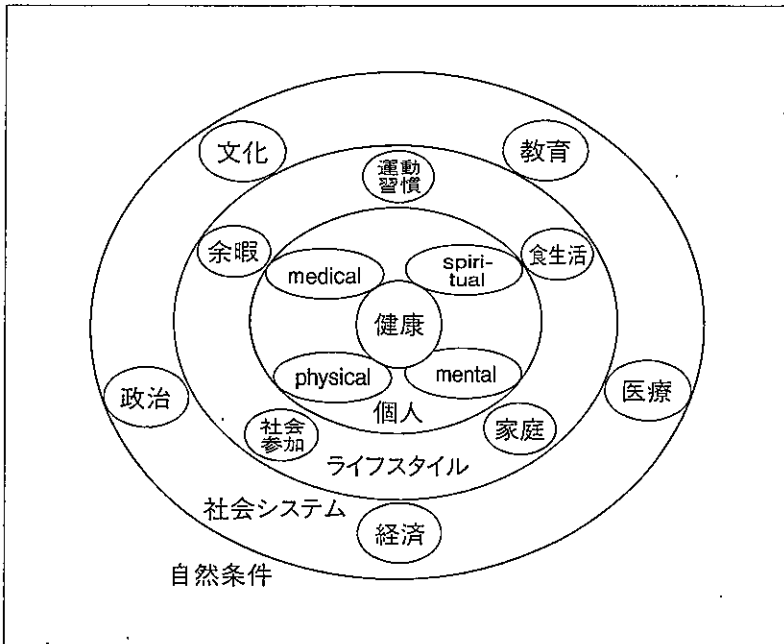 文化
教育
運動
習慣
余暇
食生活
medical
spiri-
tual
健康
physical
mental
政治
医療
個人
社会
参加
家庭
ライフスタイル
社会システム
経済
自然条件